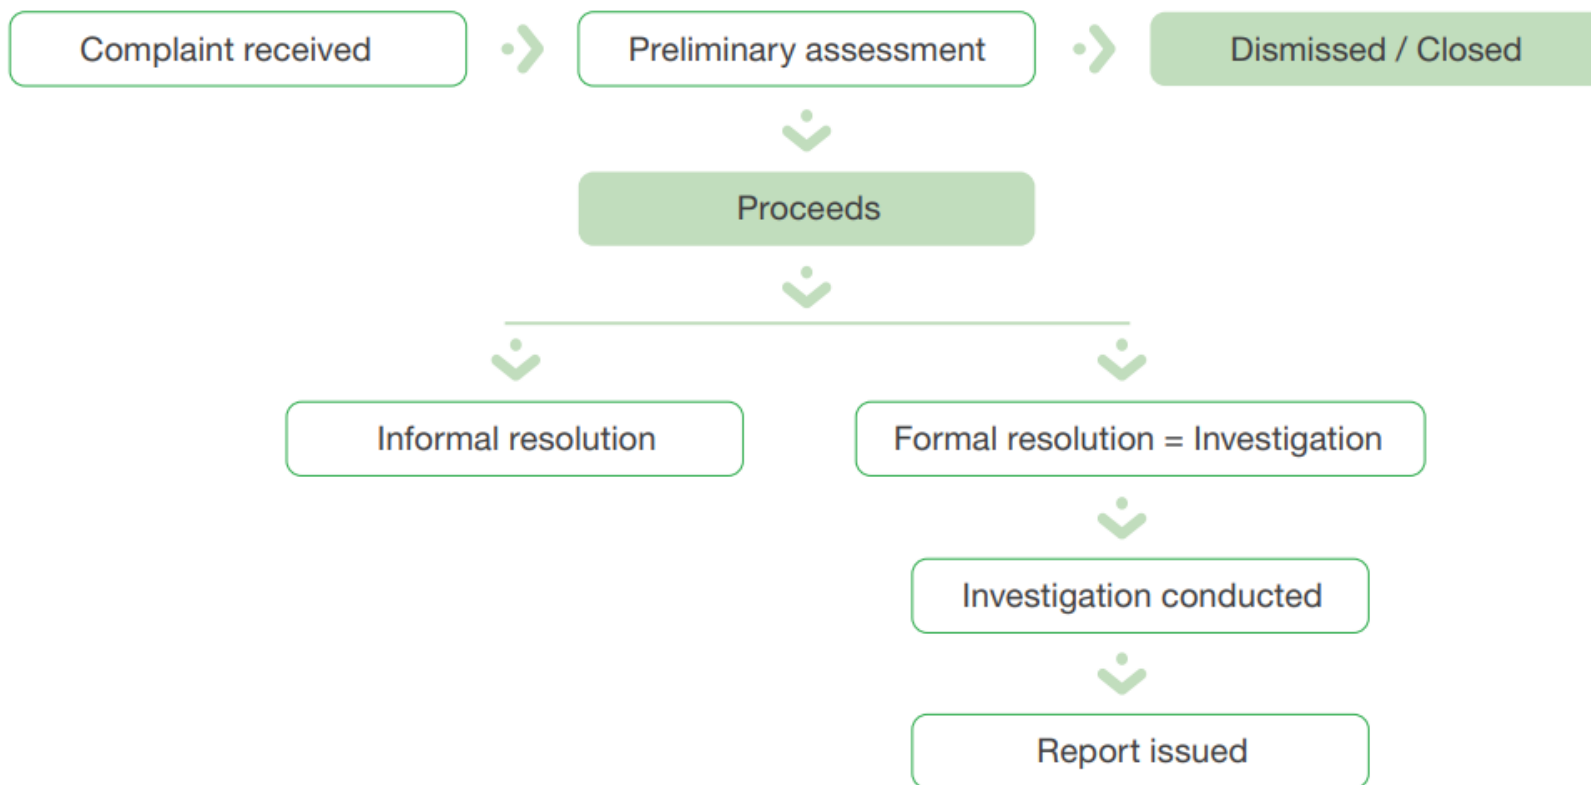 Complaint received
Preliminary assessment
Dismissed / Closed
Proceeds
Informal resolution
Formal resolution = Investigation
Investigation conducted
Report issued